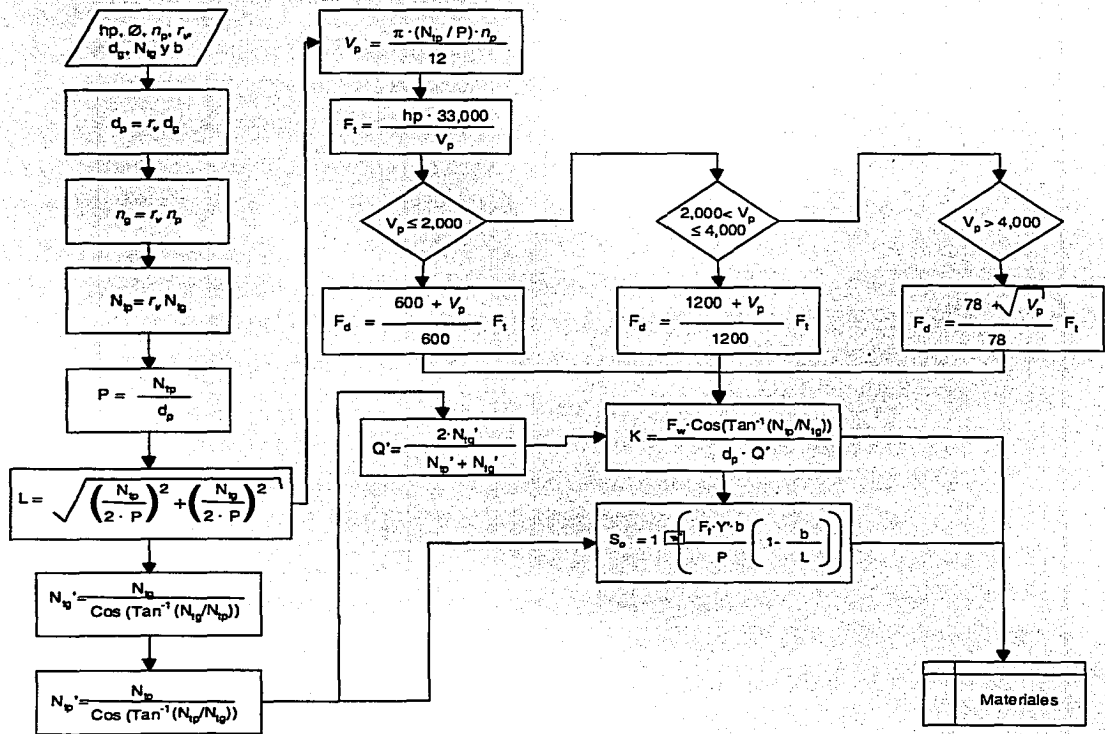 hp, Ø, n_p, r_v,
d_g, N_tg y b
d_p = r_v d_g
n_g = r_v n_p
N_tp = r_v N_tg
P = N_tp / d_p
L = √((N_tp / 2 · P)^2 + (N_tg / 2 · P)^2)
N_tg' = N_tg / Cos (Tan^-1 (N_tg/N_tp))
N_tp' = N_tp / Cos (Tan^-1 (N_tp/N_tg))
V_p = π · (N_tp / P) · n_p / 12
F_t = hp · 33,000 / V_p
V_p ≤ 2,000
2,000 < V_p
≤ 4,000
V_p > 4,000
F_d = 600 + V_p / 600 F_t
F_d = 1200 + V_p / 1200 F_t
F_d = 78 + √V_p / 78 F_t
Q' = 2 · N_tg' / N_tp' + N_tg'
K = F_w · Cos(Tan^-1 (N_tp/N_tg)) / d_p · Q'
S_o = 1 (F_t · Y' · b / P (1 - b / L))
Materiales